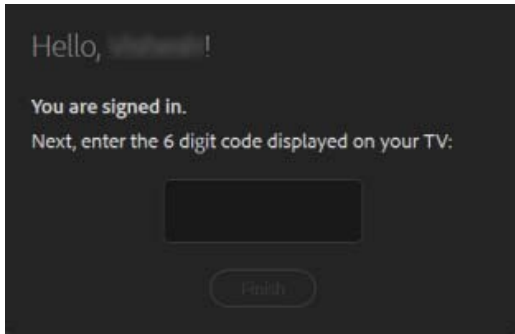 Hello, !
You are signed in.
Next, enter the 6 digit code displayed on your TV:
Finish